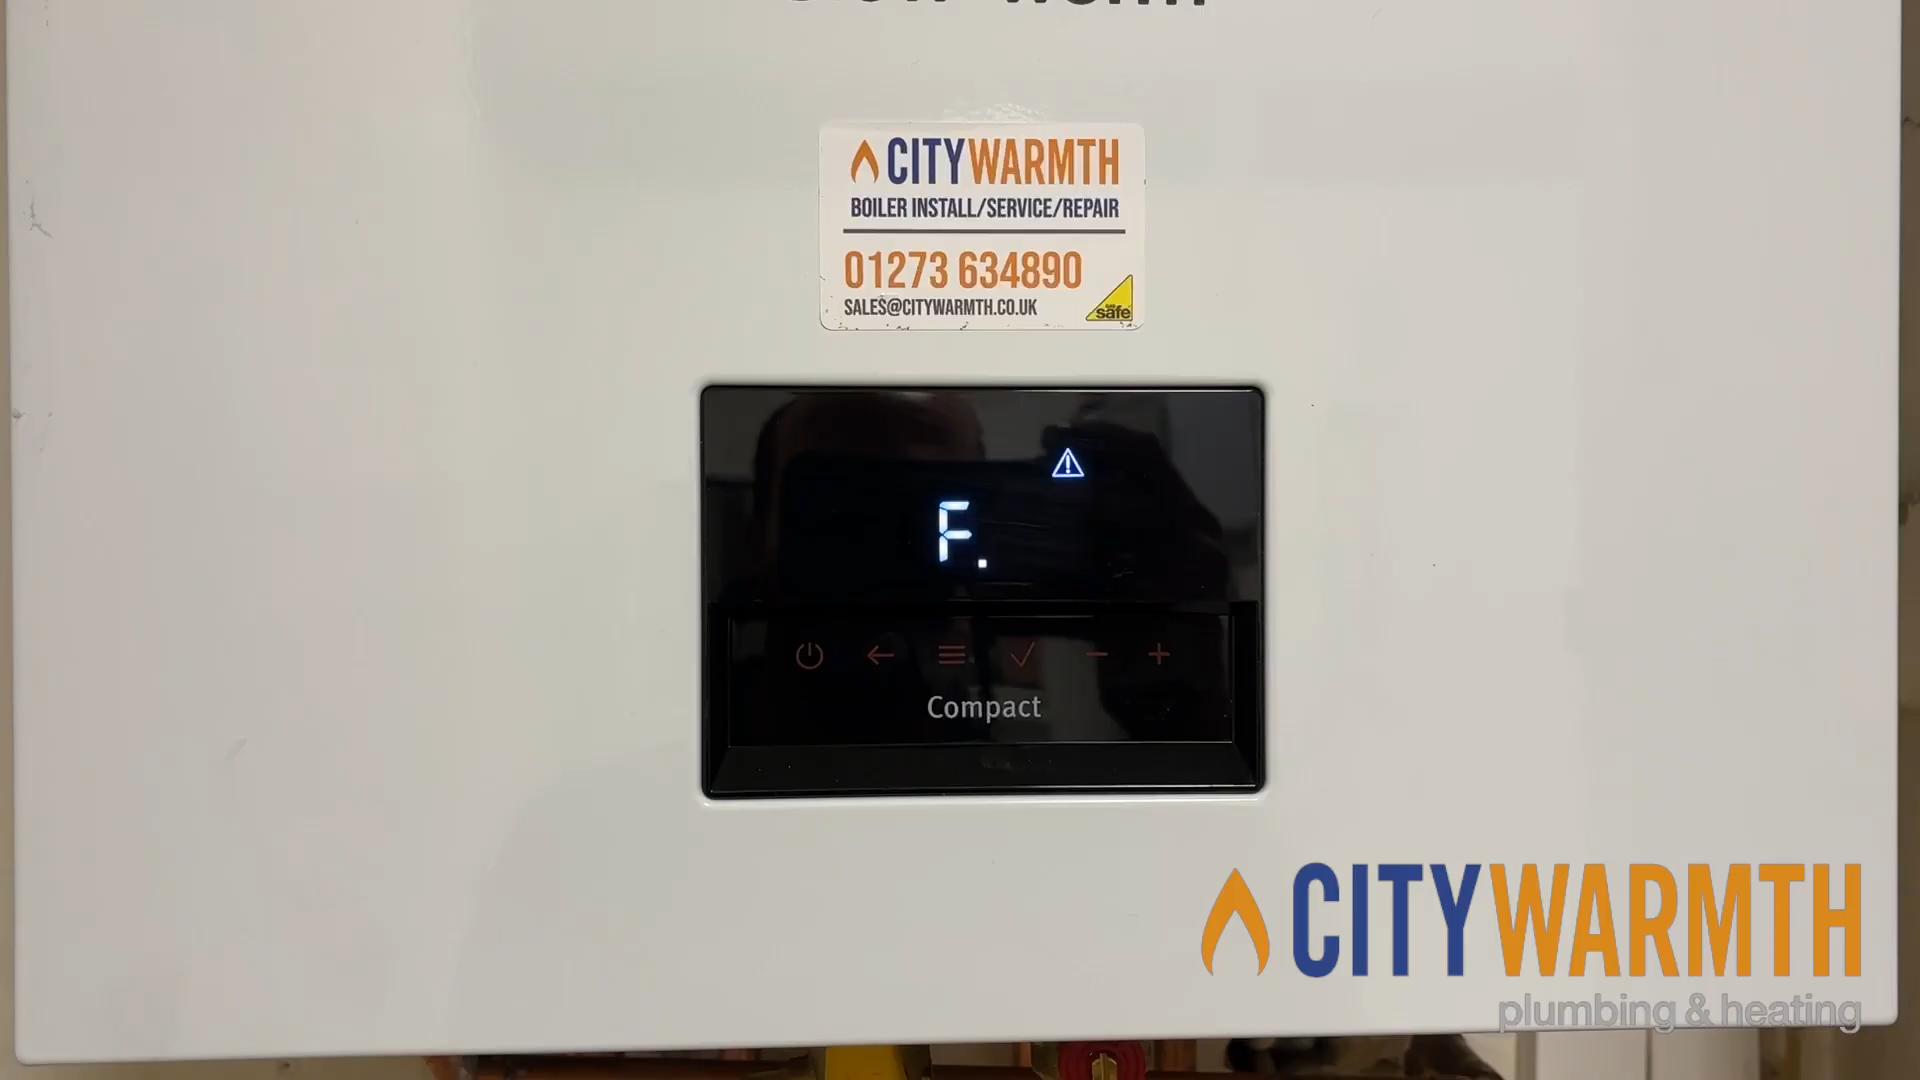 CITYWARMTH
BOILER INSTALL/SERVICE/REPAIR
01273 634890
SALES@CITYWARMTH.CO.UK
GAS safe
F.
Compact
CITYWARMTH
plumbing & heating